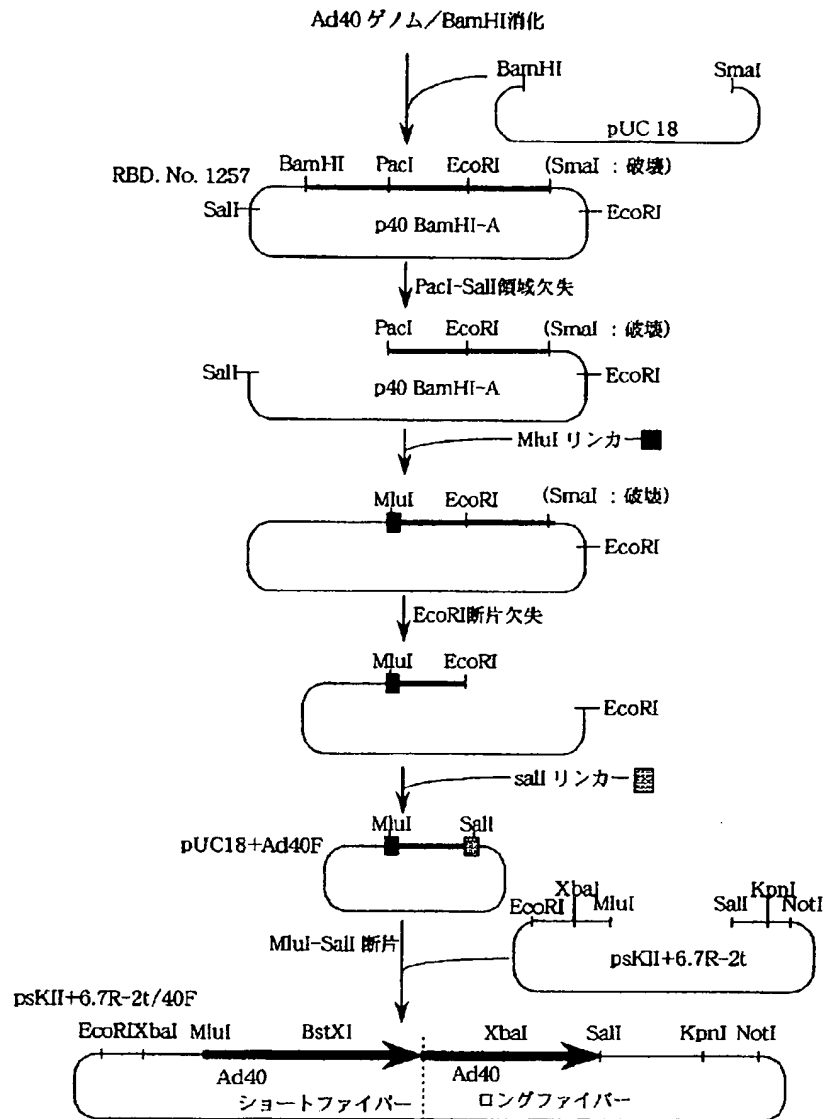 Ad40 ゲノム/BamHI消化
BamHI
SmaI
pUC 18
RBD. No. 1257
BamHI PacI EcoRI (SmaI : 破壊)
SalI
p40 BamHI-A
EcoRI
PacI-SalI領域欠失
PacI EcoRI (SmaI : 破壊)
SalI
p40 BamHI-A
EcoRI
MluI リンカー
MluI EcoRI (SmaI : 破壊)
EcoRI
EcoRI断片欠失
MluI EcoRI
EcoRI
salI リンカー
pUC18+Ad40F
MluI SalI
EcoRI XbaI MluI SalI KpnI NotI
MluI-SalI 断片
psKII+6.7R-2t
psKII+6.7R-2t/40F
EcoRIXbaI MluI BstXI XbaI SalI KpnI NotI
Ad40 Ad40
ショートファイバー ロングファイバー